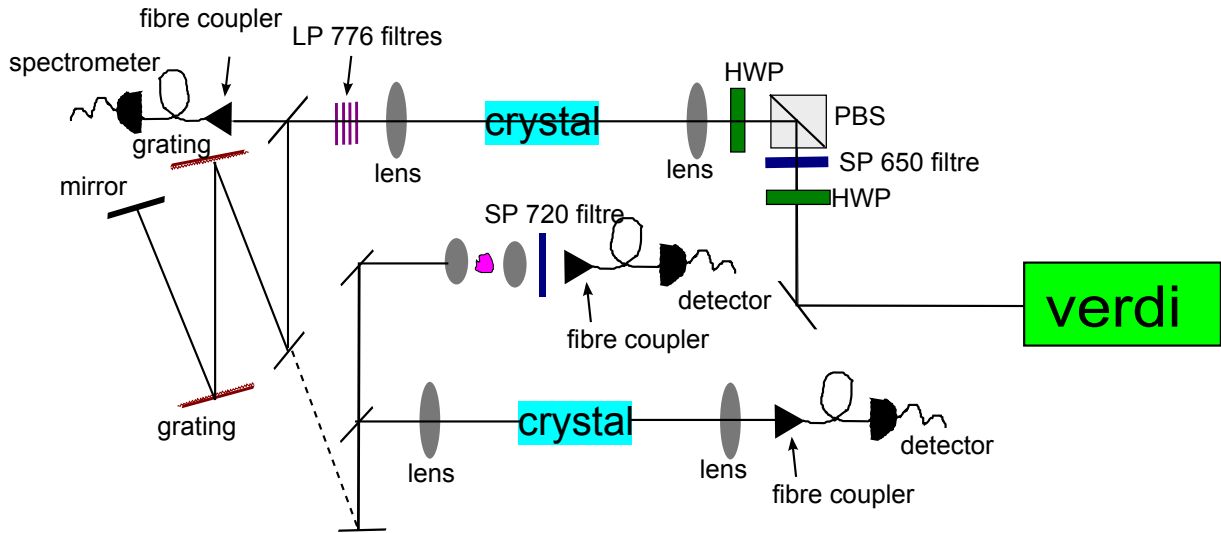 fibre coupler
LP 776 filtres
spectrometer
HWP
crystal
PBS
grating
lens
lens
SP 650 filtre
mirror
HWP
SP 720 filtre
verdi
detector
fibre coupler
crystal
grating
lens
lens
detector
fibre coupler